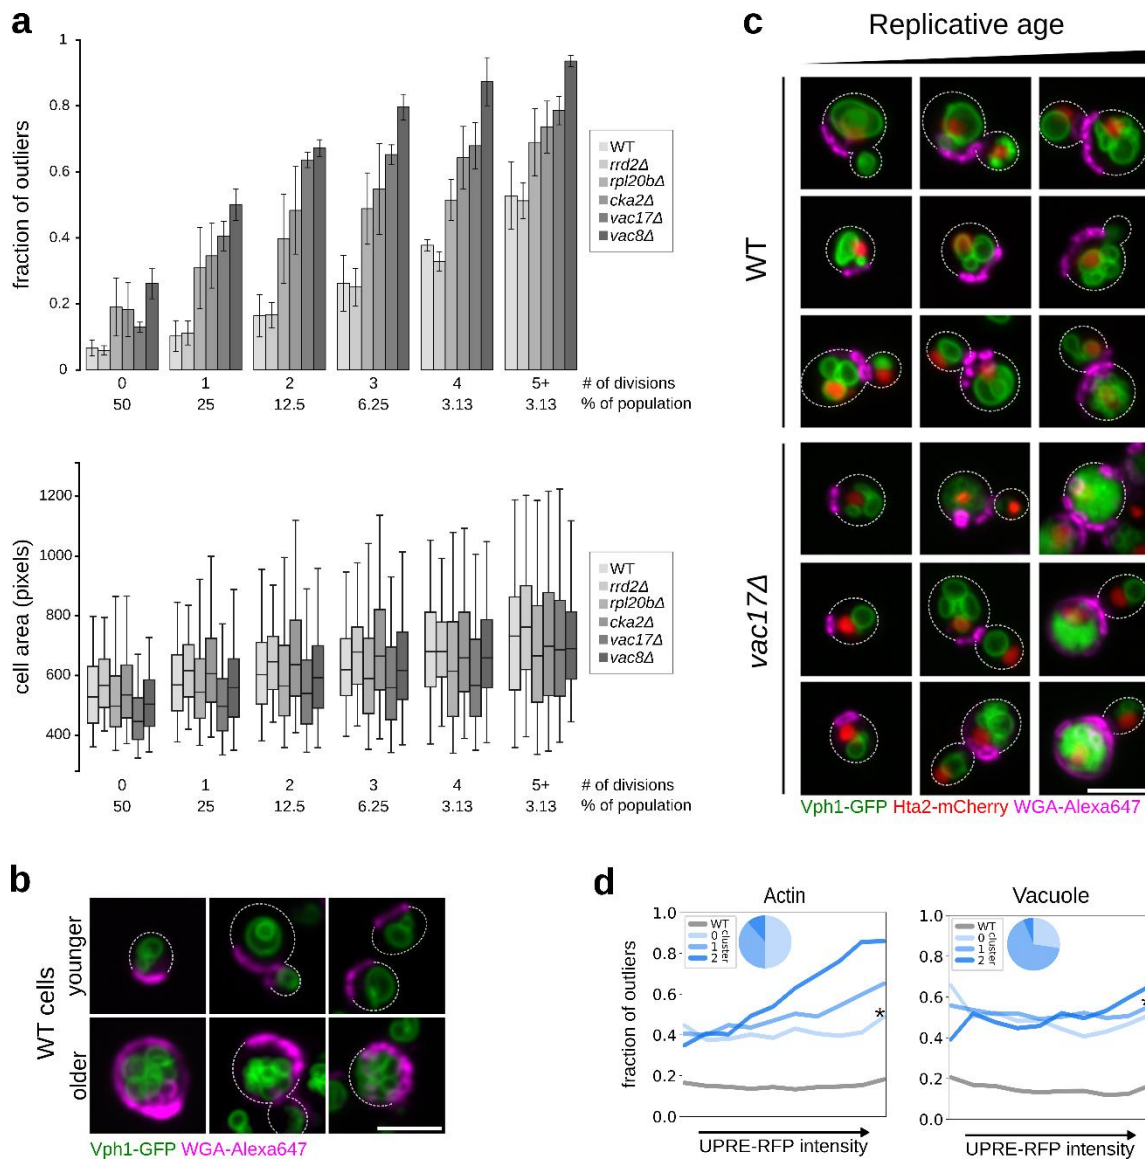 a
1
0.8
0.6
0.4
0.2
0
fraction of outliers
WT
rrd2Δ
rpl20bΔ
cka2Δ
vac17Δ
vac8Δ
0 1 2 3 4 5+ # of divisions
50 25 12.5 6.25 3.13 3.13 % of population
1200
1000
800
600
400
cell area (pixels)
WT
rrd2Δ
rpl20bΔ
cka2Δ
vac17Δ
vac8Δ
0 1 2 3 4 5+ # of divisions
50 25 12.5 6.25 3.13 3.13 % of population
b
WT cells
younger
older
Vph1-GFP WGA-Alexa647
c
Replicative age
WT
vac17Δ
Vph1-GFP Hta2-mCherry WGA-Alexa647
d
Actin
1.0
0.8
0.6
0.4
0.2
0.0
fraction of outliers
WT
0
1
2
cluster
*
UPRE-RFP intensity
Vacuole
1.0
0.8
0.6
0.4
0.2
0.0
WT
0
1
2
cluster
*
UPRE-RFP intensity